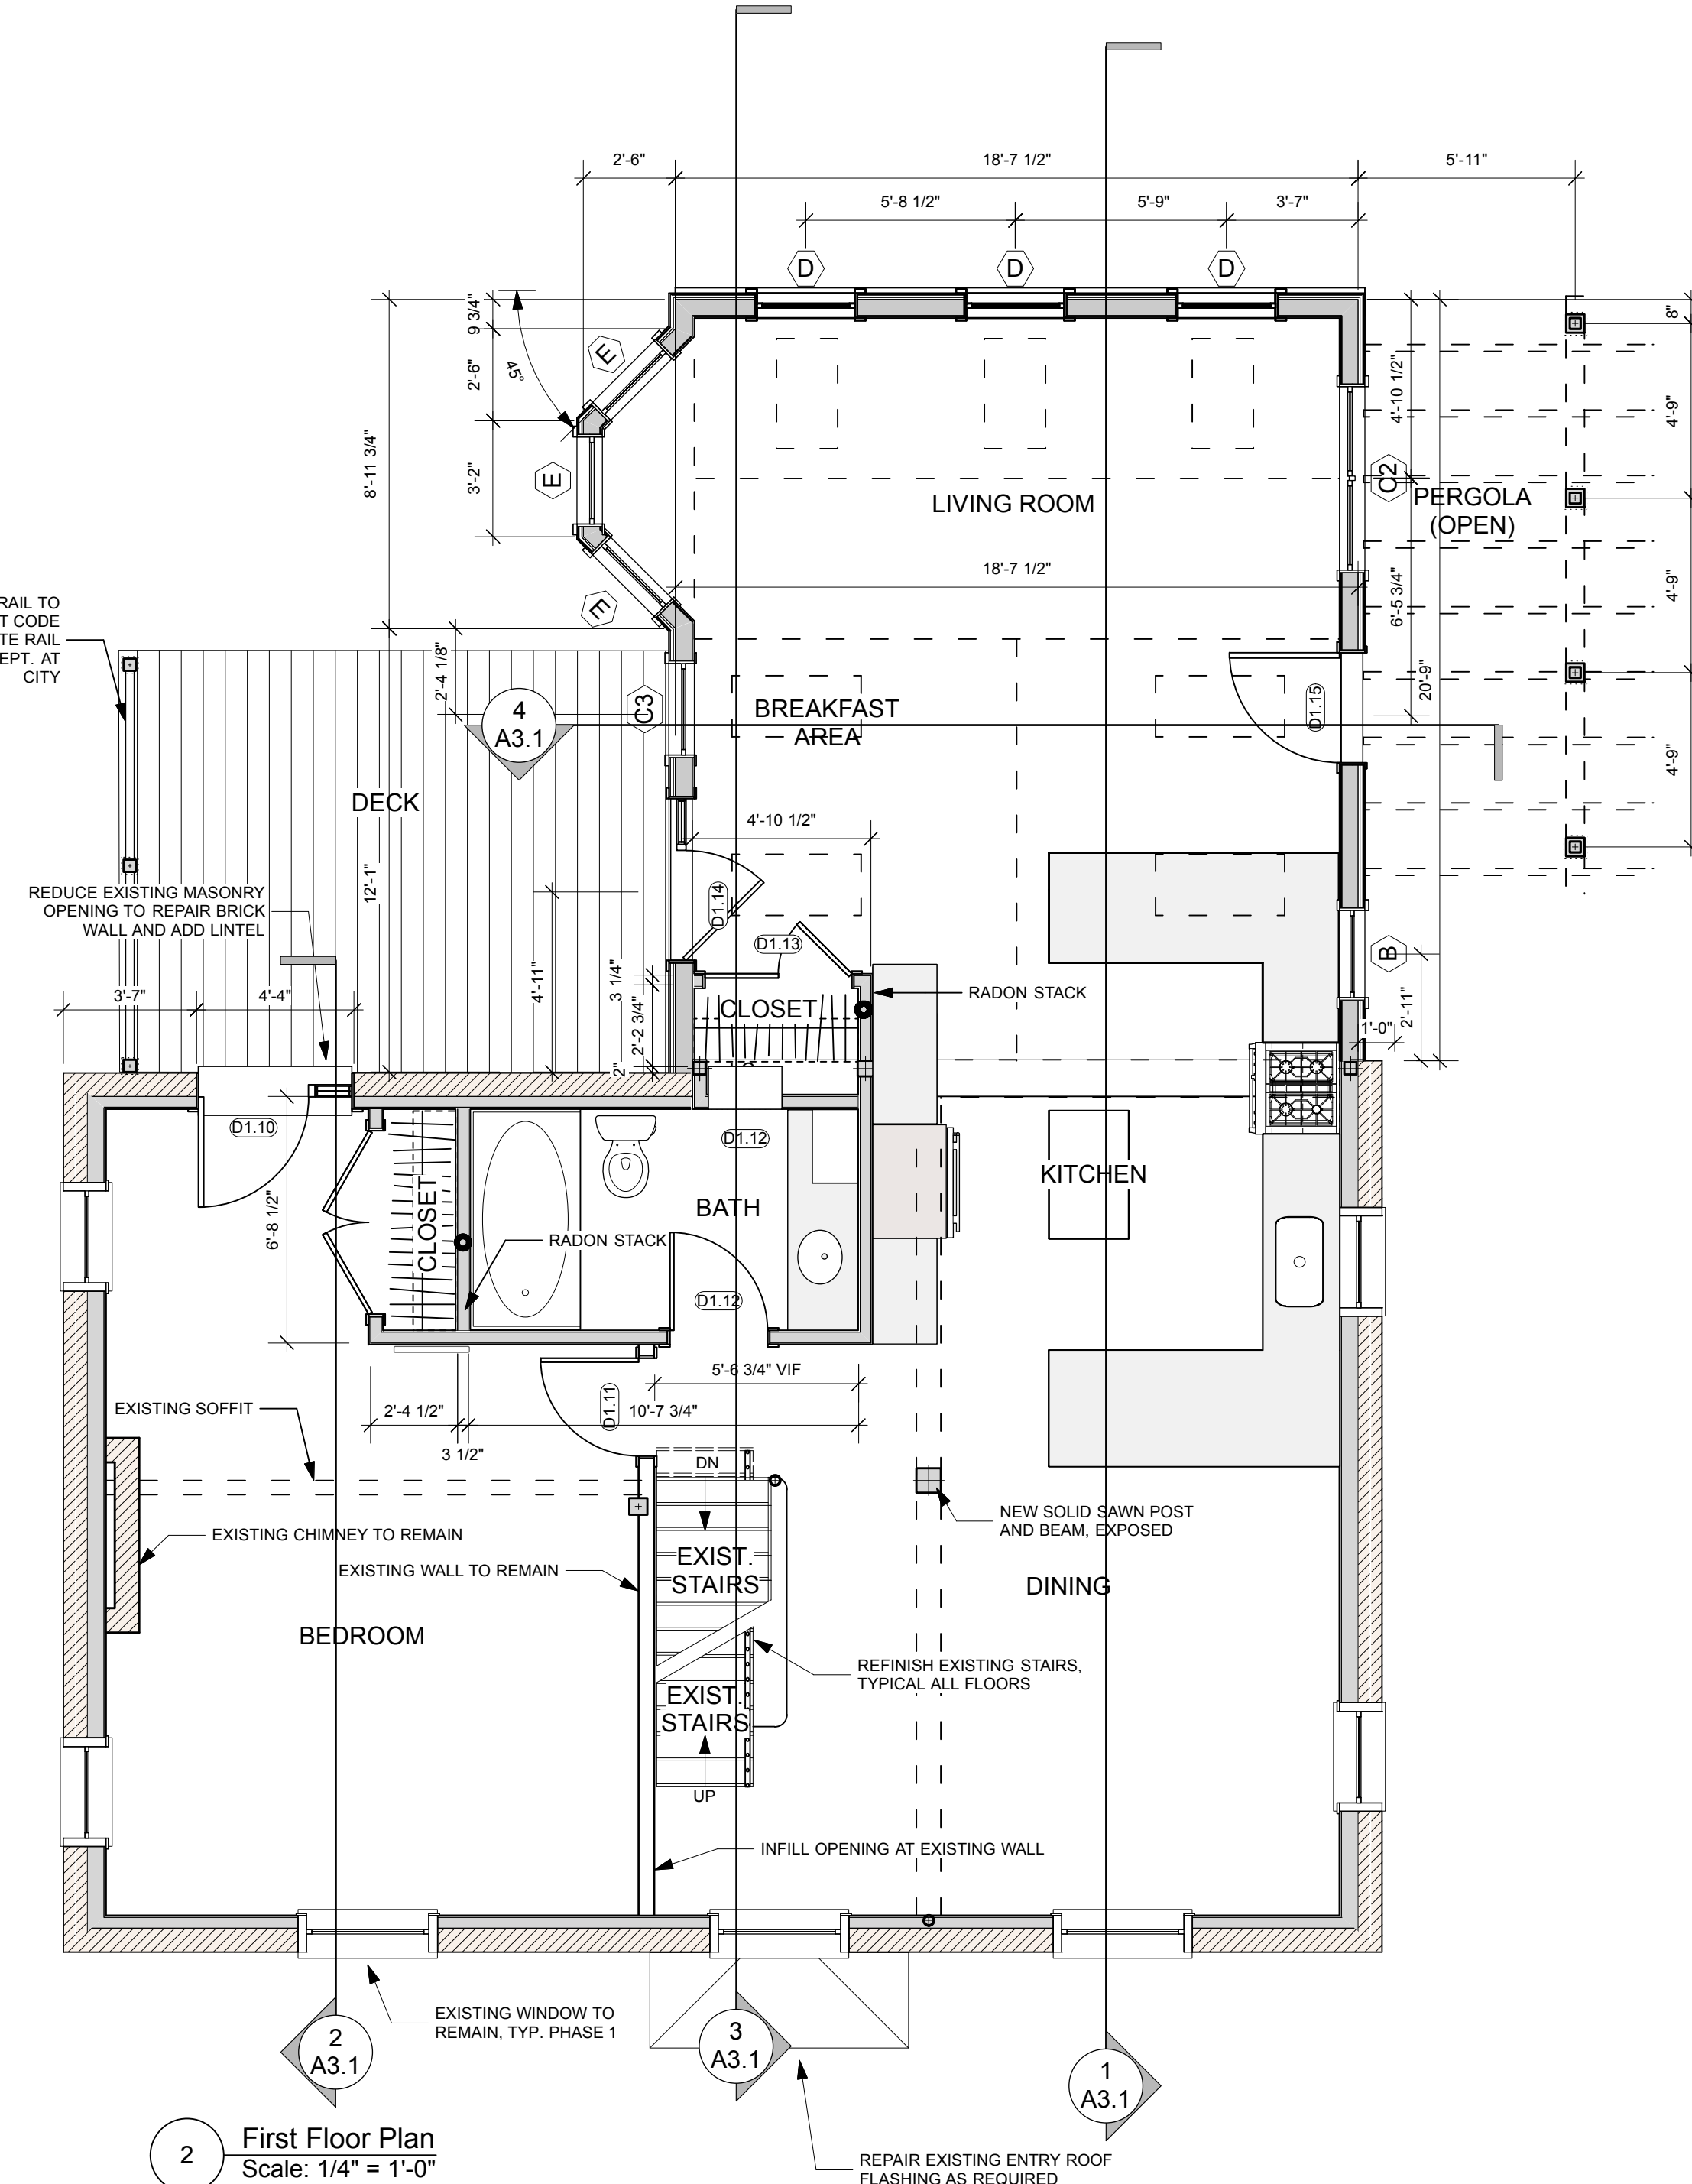 2'-6"
18'-7 1/2"
5'-11"
5'-8 1/2"
5'-9"
3'-7"
D
D
D
9 3/4"
8"
E
45°
2'-6"
4'-10 1/2"
4'-9"
8'-11 3/4"
3'-2"
E
C2
LIVING ROOM
PERGOLA
(OPEN)
18'-7 1/2"
6'-5 3/4"
4'-9"
E
RAIL TO
T CODE
TE RAIL
EPT. AT
CITY
2'-4 1/8"
20'-9"
C3
D1.15
BREAKFAST
AREA
4
A3.1
4'-9"
DECK
4'-10 1/2"
12'-1"
REDUCE EXISTING MASONRY
OPENING TO REPAIR BRICK
WALL AND ADD LINTEL
D1.14
D1.13
B
4'-11"
3 1/4"
RADON STACK
3'-7"
4'-4"
CLOSET
2'-11"
1'-0"
2'-2 3/4"
2"
D1.10
D1.12
KITCHEN
BATH
CLOSET
6'-8 1/2"
RADON STACK
D1.12
5'-6 3/4" VIF
EXISTING SOFFIT
2'-4 1/2"
D1.11
10'-7 3/4"
3 1/2"
DN
NEW SOLID SAWN POST
AND BEAM, EXPOSED
EXISTING CHIMNEY TO REMAIN
EXIST.
STAIRS
EXISTING WALL TO REMAIN
DINING
BEDROOM
REFINISH EXISTING STAIRS,
TYPICAL ALL FLOORS
EXIST.
STAIRS
UP
INFILL OPENING AT EXISTING WALL
EXISTING WINDOW TO
REMAIN, TYP. PHASE 1
2
A3.1
3
A3.1
1
A3.1
2
First Floor Plan
Scale: 1/4" = 1'-0"
REPAIR EXISTING ENTRY ROOF
FLASHING AS REQUIRED